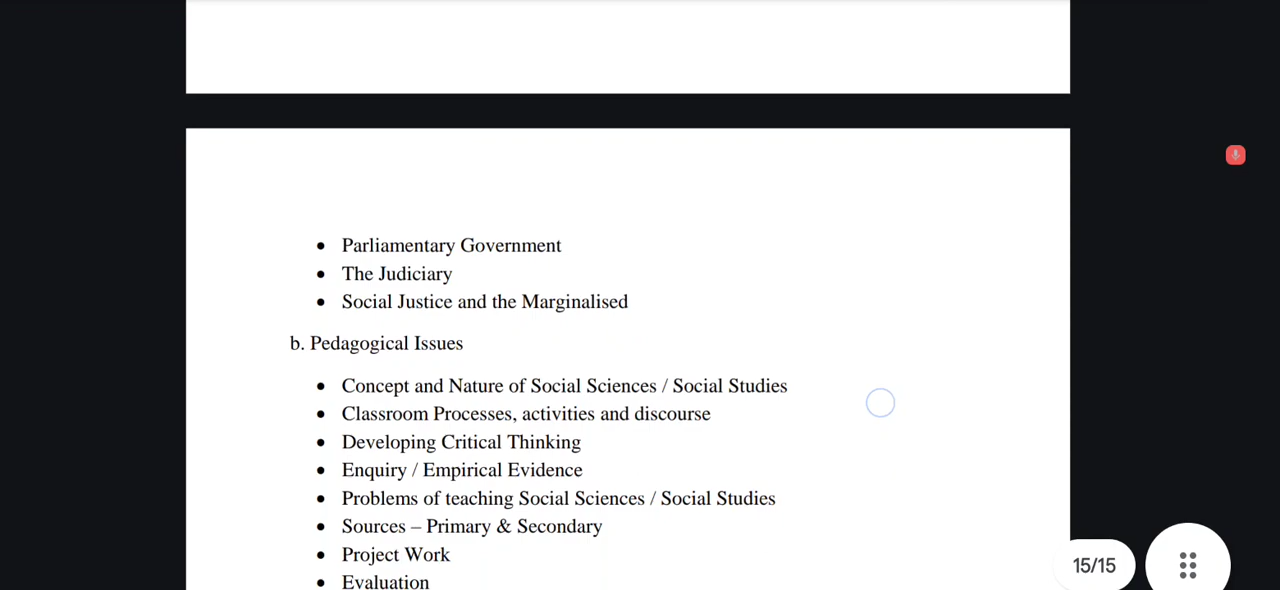 • Parliamentary Government
• The Judiciary
• Social Justice and the Marginalised
b. Pedagogical Issues
• Concept and Nature of Social Sciences / Social Studies
• Classroom Processes, activities and discourse
• Developing Critical Thinking
• Enquiry / Empirical Evidence
• Problems of teaching Social Sciences / Social Studies
• Sources – Primary & Secondary
• Project Work
• Evaluation
15/15